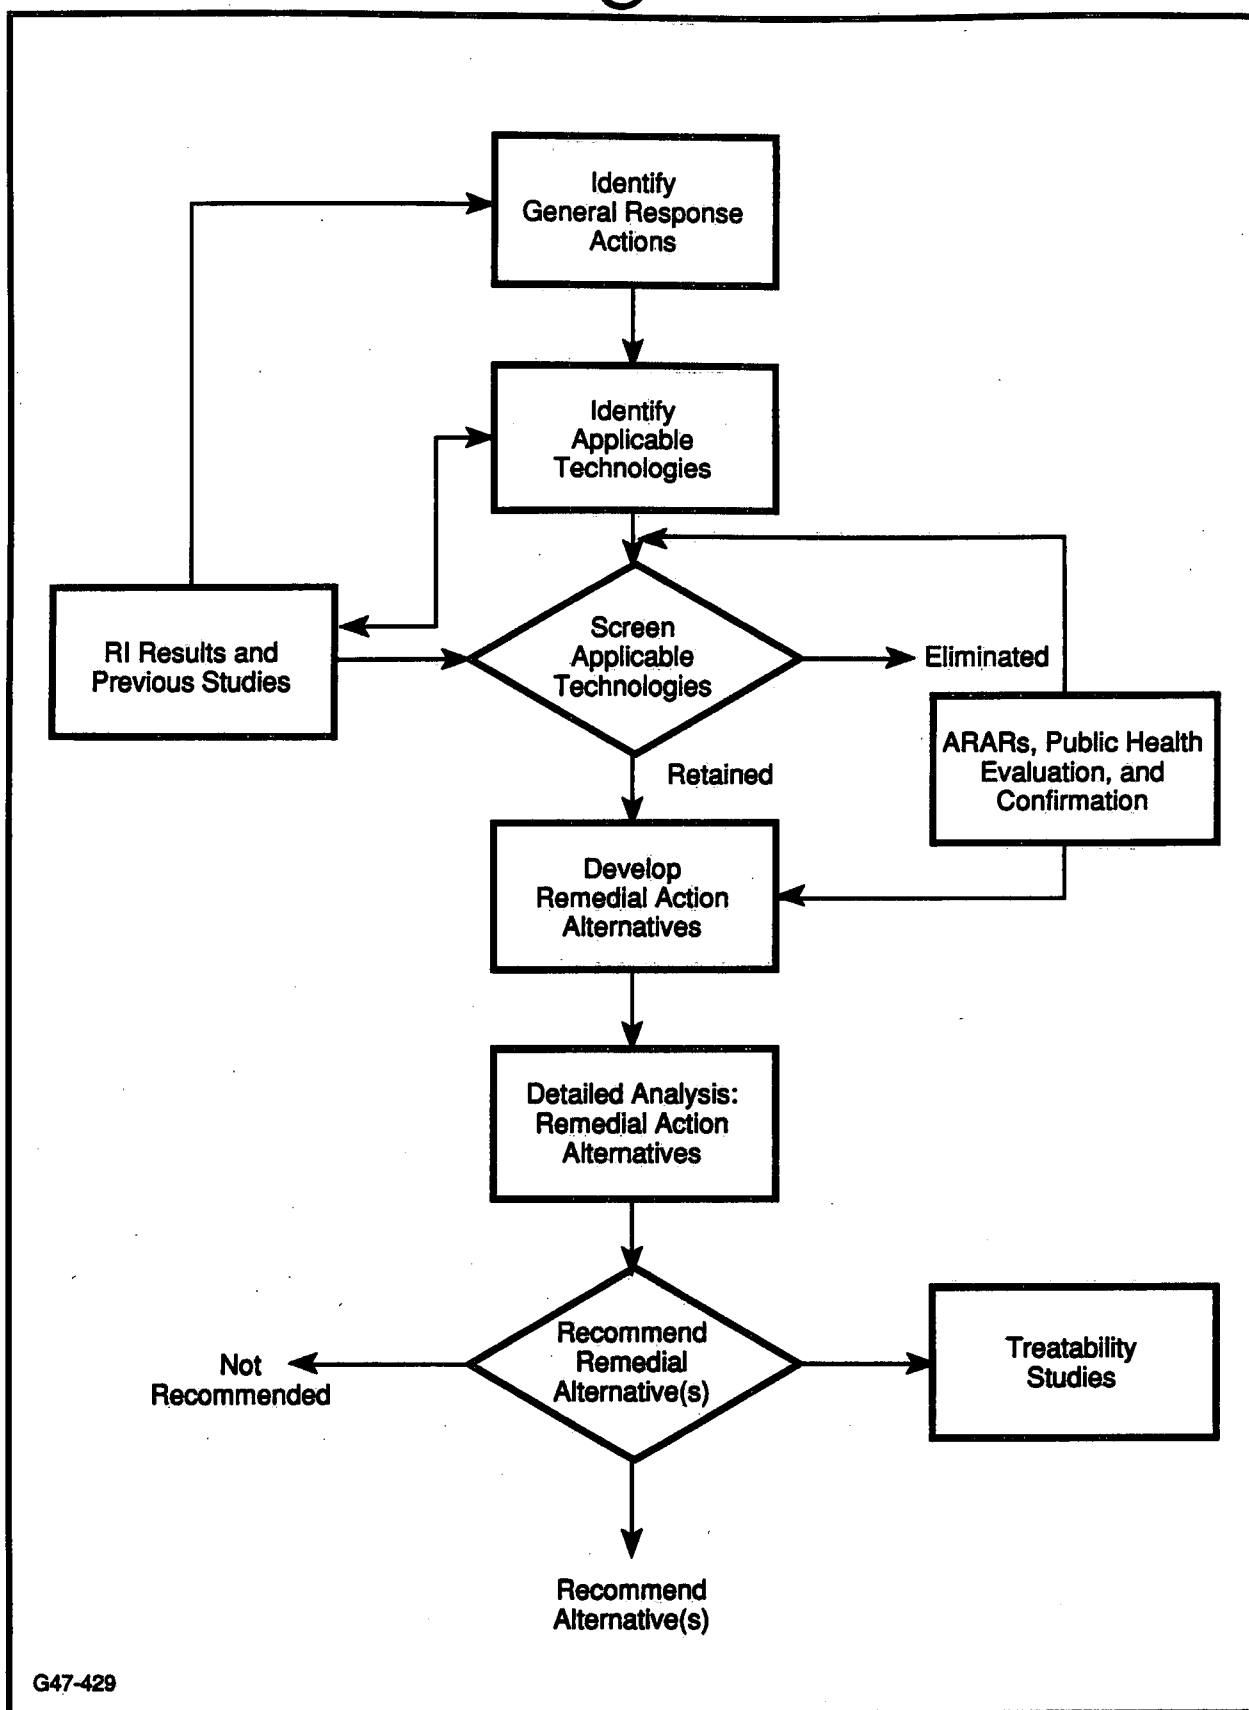 Identify
General Response
Actions
Identify
Applicable
Technologies
RI Results and
Previous Studies
Screen
Applicable
Technologies
Eliminated
ARARs, Public Health
Evaluation, and
Confirmation
Retained
Develop
Remedial Action
Alternatives
Detailed Analysis:
Remedial Action
Alternatives
Recommend
Remedial
Alternative(s)
Not
Recommended
Treatability
Studies
Recommend
Alternative(s)
G47-429